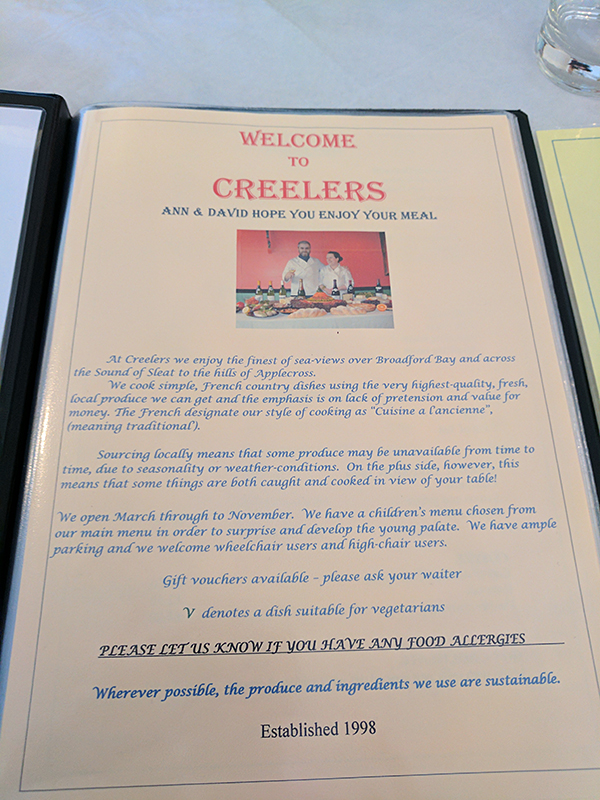 WELCOME
TO
CREELERS
ANN & DAVID HOPE YOU ENJOY YOUR MEAL
At Creelers we enjoy the finest of sea-views over Broadford Bay and across
the Sound of Sleat to the hills of Applecross.
We cook simple, French country dishes using the very highest-quality, fresh,
local produce we can get and the emphasis is on lack of pretension and value for
money. The French designate our style of cooking as "Cuisine a l'ancienne",
(meaning traditional').
Sourcing locally means that some produce may be unavailable from time to
time, due to seasonality or weather-conditions. On the plus side, however, this
means that some things are both caught and cooked in view of your table!
We open March through to November. We have a children's menu chosen from
our main menu in order to surprise and develop the young palate. We have ample
parking and we welcome wheelchair users and high-chair users.
Gift vouchers available – please ask your waiter
V denotes a dish suitable for vegetarians
PLEASE LET US KNOW IF YOU HAVE ANY FOOD ALLERGIES
Wherever possible, the produce and ingredients we use are sustainable.
Established 1998